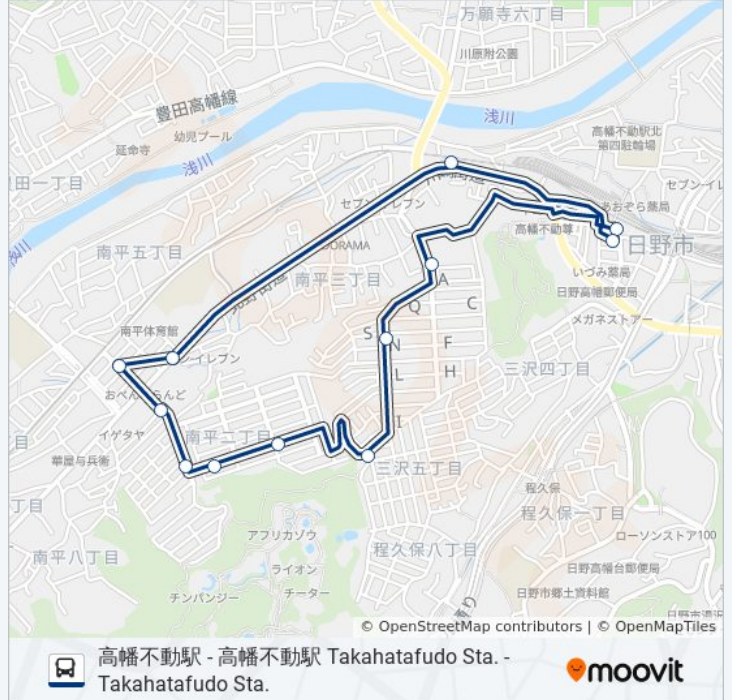 万願寺六丁目
川原附公園
豊田高幡線
浅川
高幡不動駅北
第四駐輪場
幼児プール
延命寺
浅川
田一丁目
セブン-イレ
セブン-イレブン
あおぞら薬局
高幡不動尊
日野市
南平五丁目
DORAMA
南平三丁目
いづみ薬局
A
日野高幡郵便局
C
Q
メガネストアー
南平体育館
S
N
F
ン-イレブン
L
H
三沢四丁目
イゲタヤ
南平二丁目
I
華屋与兵衛
三沢五丁目
程久保
丁目
程久保一丁目
アフリカゾウ
ローソンストア100
程久保八丁目
南平八丁目
ライオン
日野高幡台郵便局
チンパンジー
チーター
日野市郷土資料館
© OpenStreetMap contributors | © OpenMapTiles
高幡不動駅 - 高幡不動駅 Takahatafudo Sta. -
Takahatafudo Sta.
moovit